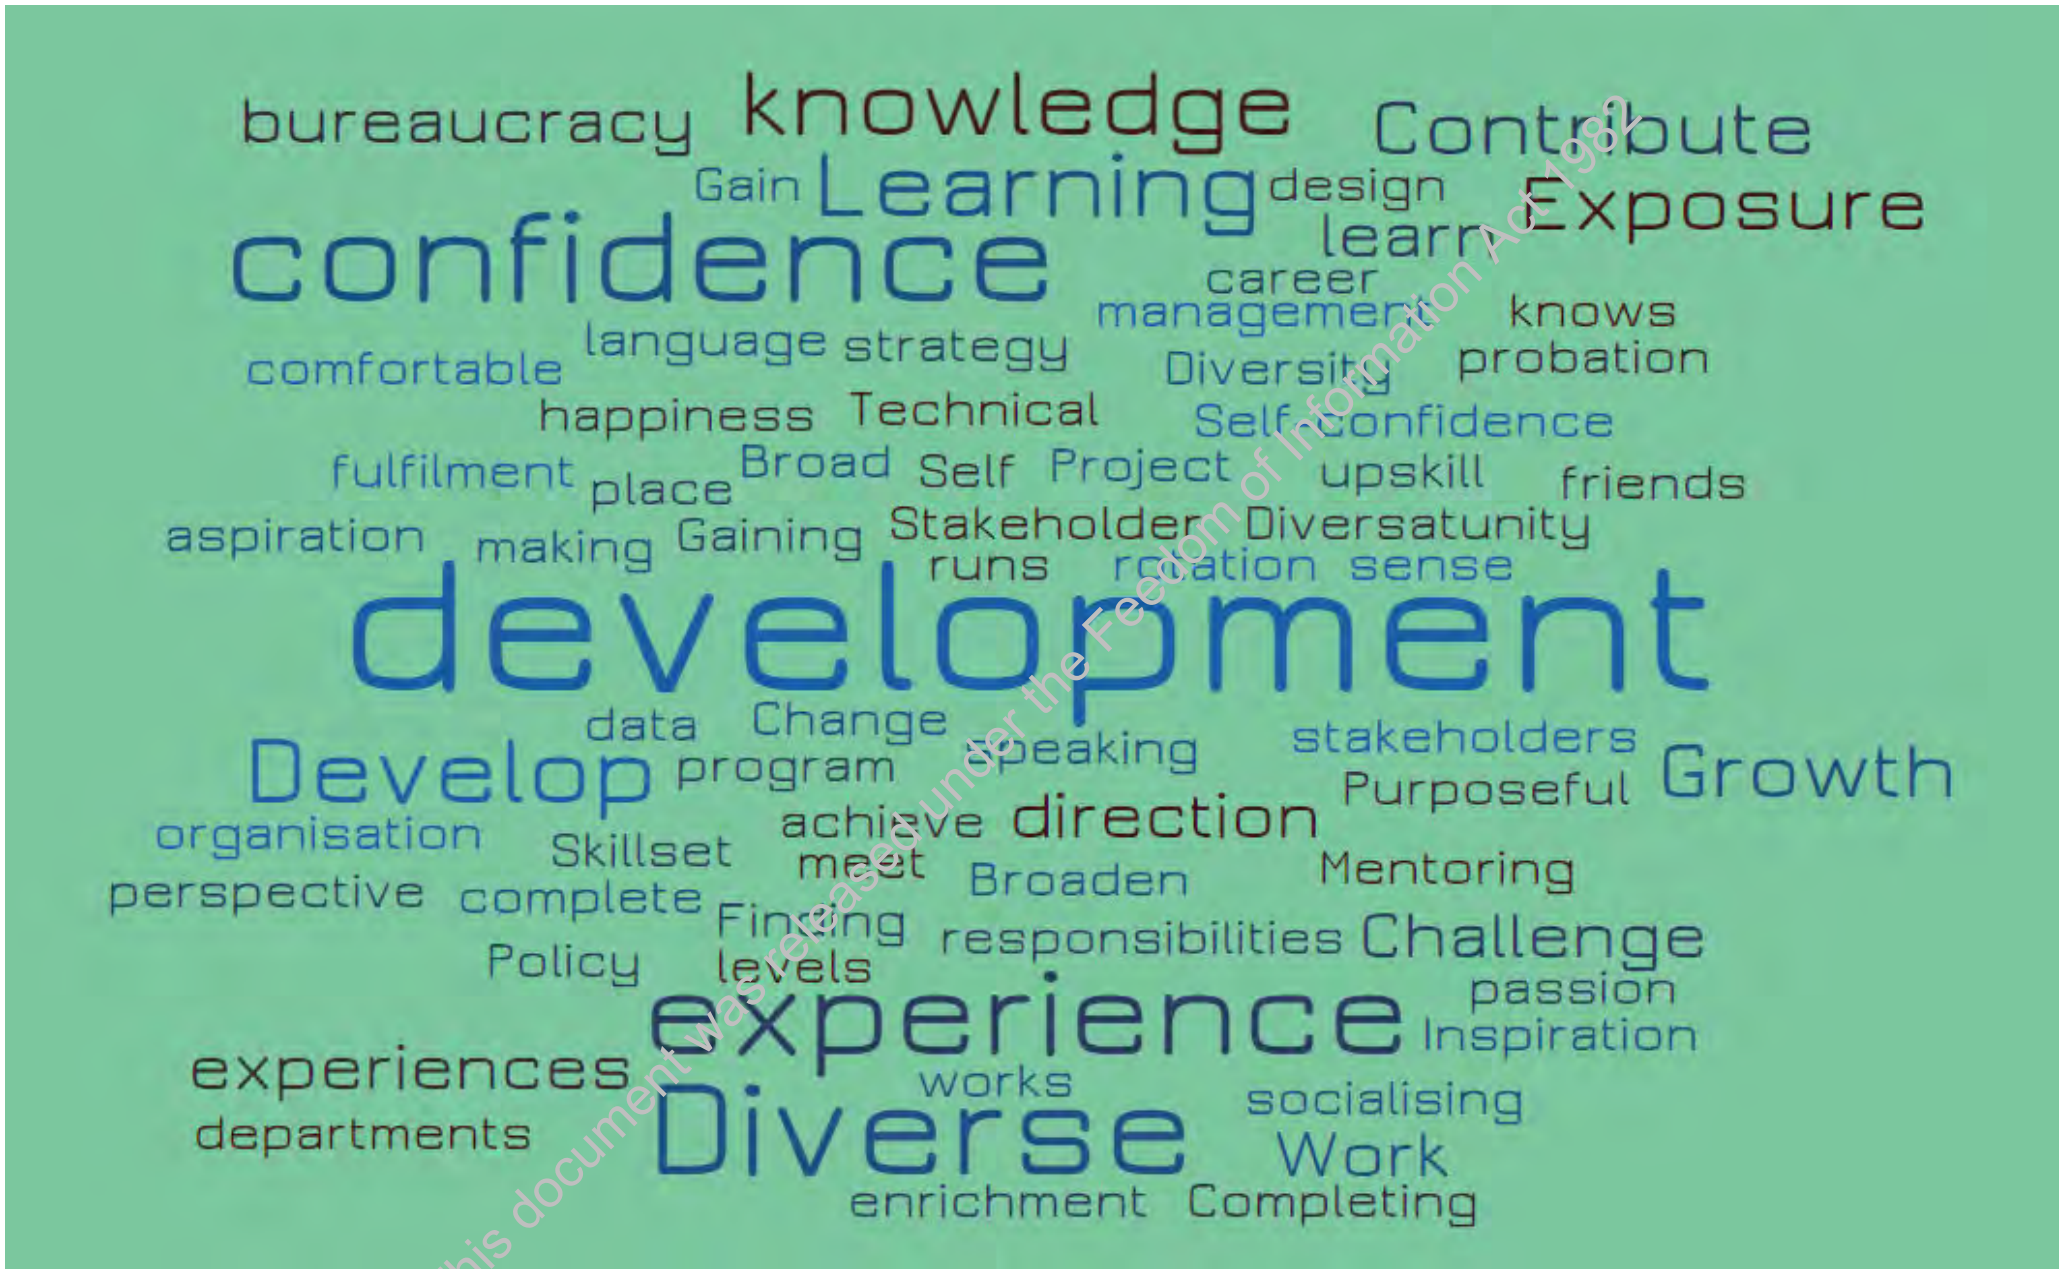 bureaucracy knowledge Contribute
Gain Learning design Exposure
confidence learn
career
management knows
language strategy Diversity probation
comfortable
happiness Technical Self-confidence
fulfilment place Broad Self Project upskill friends
aspiration making Gaining Stakeholder Diversatunity
runs rotation sense
development
data Change speaking stakeholders
Develop program Purposeful Growth
organisation achieve direction
Skillset meet Broaden Mentoring
perspective complete Finding responsibilities Challenge
Policy levels
experience passion
Inspiration
experiences works socialising
departments Diverse Work
enrichment Completing
This document was released under the Feedom of Information Act 1982